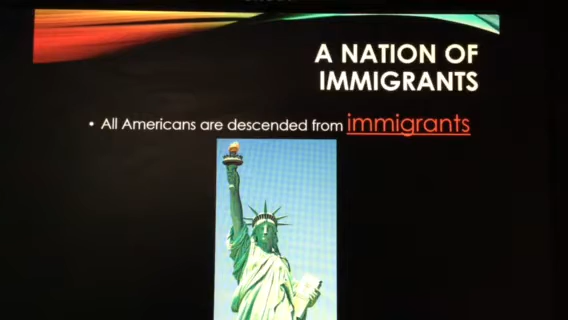 A NATION OF
IMMIGRANTS
• All Americans are descended from immigrants